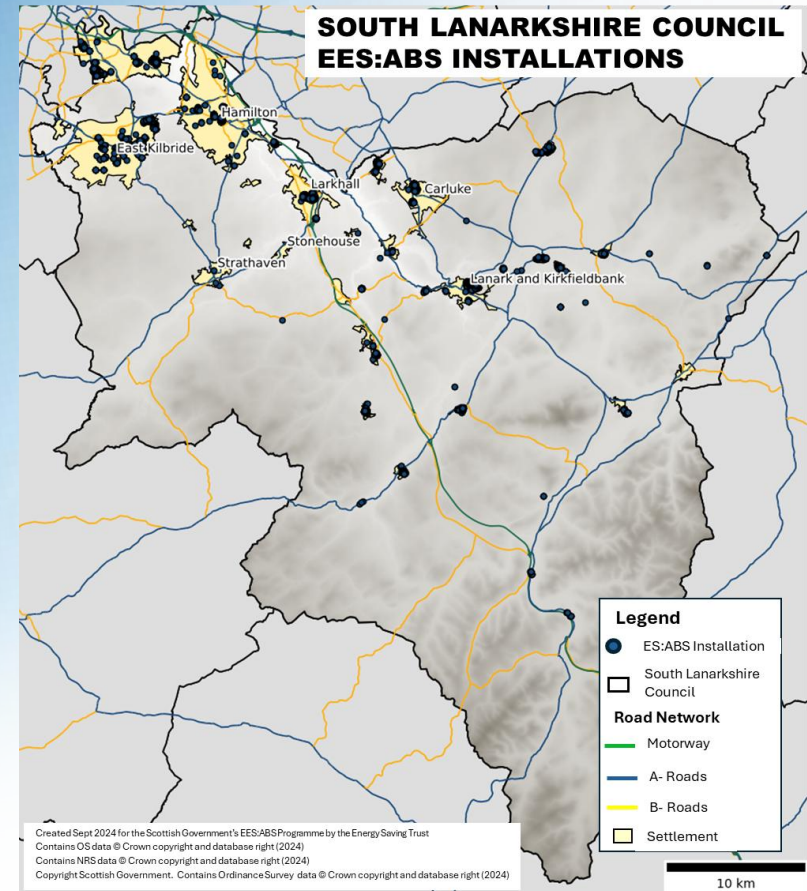 SOUTH LANARKSHIRE COUNCIL
EES:ABS INSTALLATIONS
Hamilton
East Kilbride
Larkhall
Carluke
Stonehouse
Strathaven
Lanark and Kirkfieldbank
Legend
ES:ABS Installation
South Lanarkshire
Council
Road Network
Motorway
A- Roads
B- Roads
Settlement
Created Sept 2024 for the Scottish Government's EES:ABS Programme by the Energy Saving Trust
Contains OS data © Crown copyright and database right (2024)
Contains NRS data © Crown copyright and database right (2024)
Copyright Scottish Government. Contains Ordinance Survey data © Crown copyright and database right (2024)
10 km